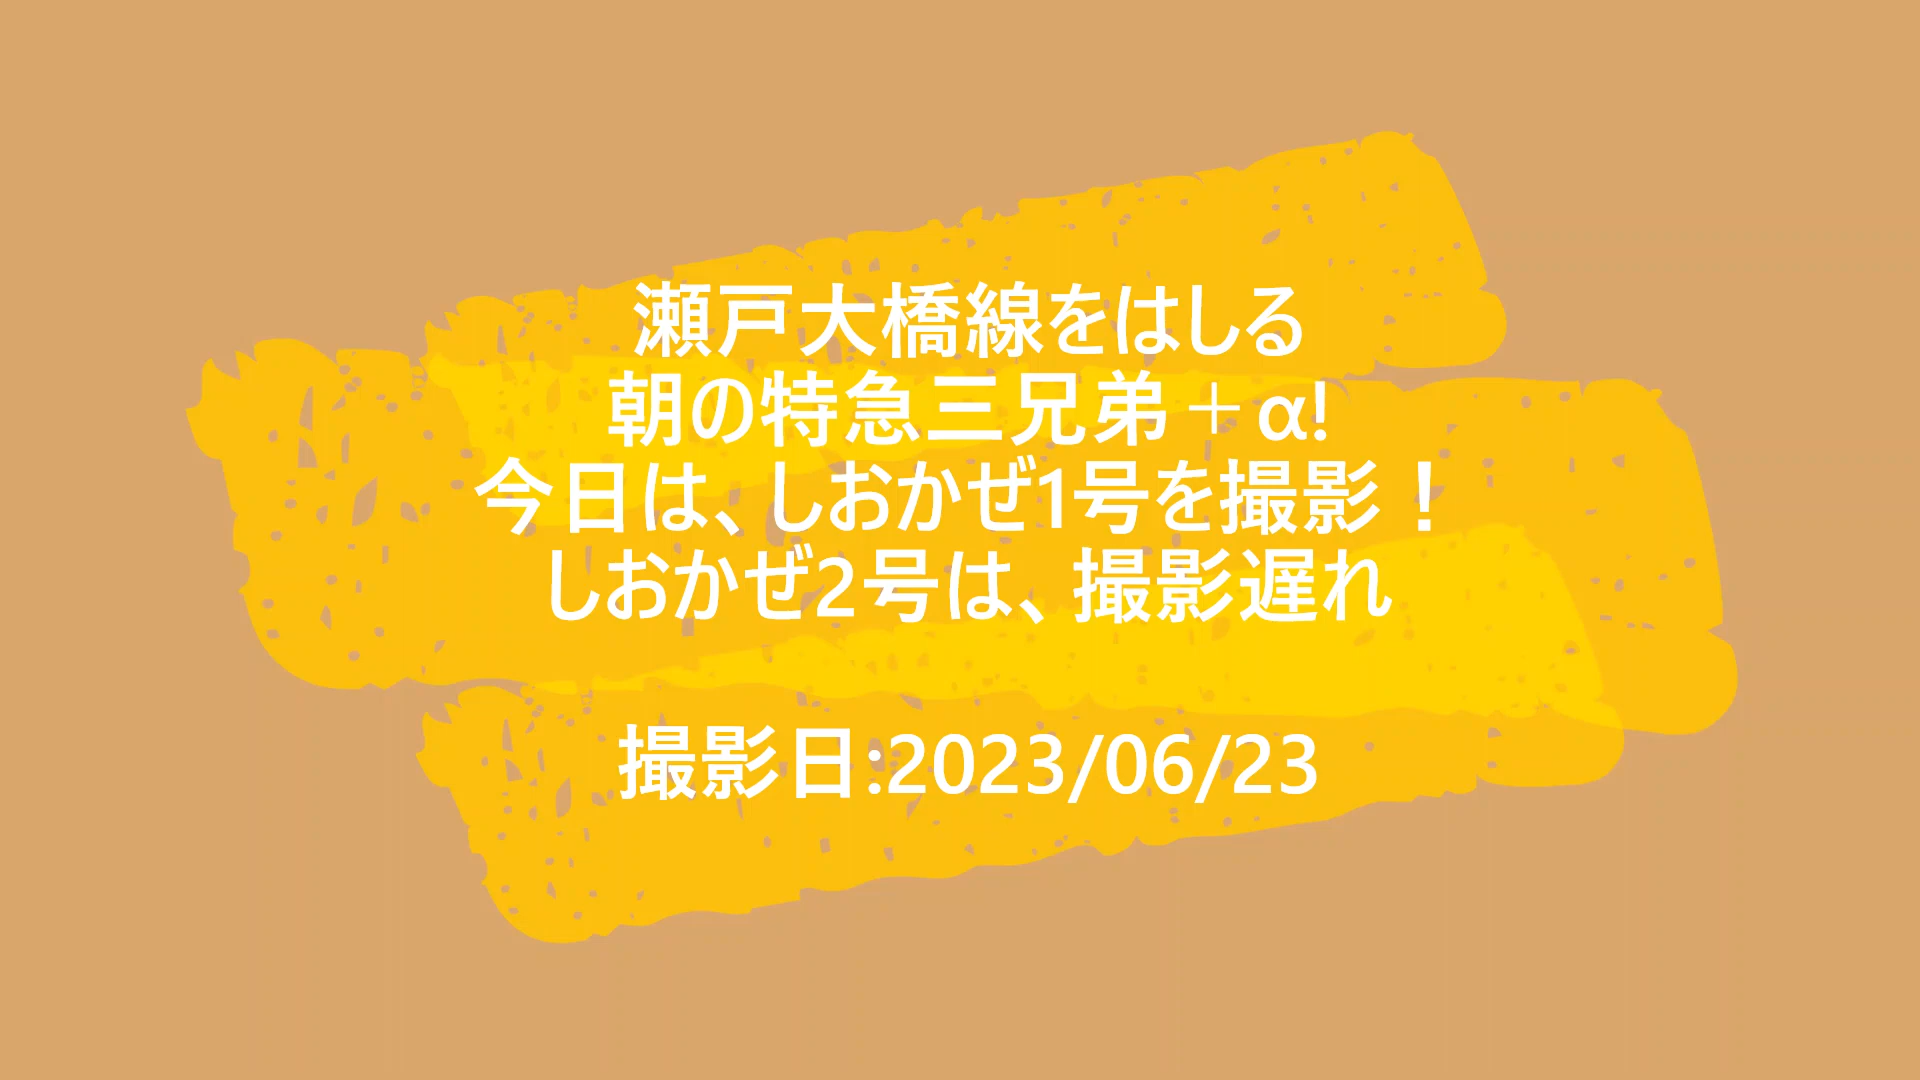 瀬戸大橋線をはしる
朝の特急三兄弟＋α!
今日は、しおかぜ1号を撮影！
しおかぜ2号は、撮影遅れ
撮影日:2023/06/23